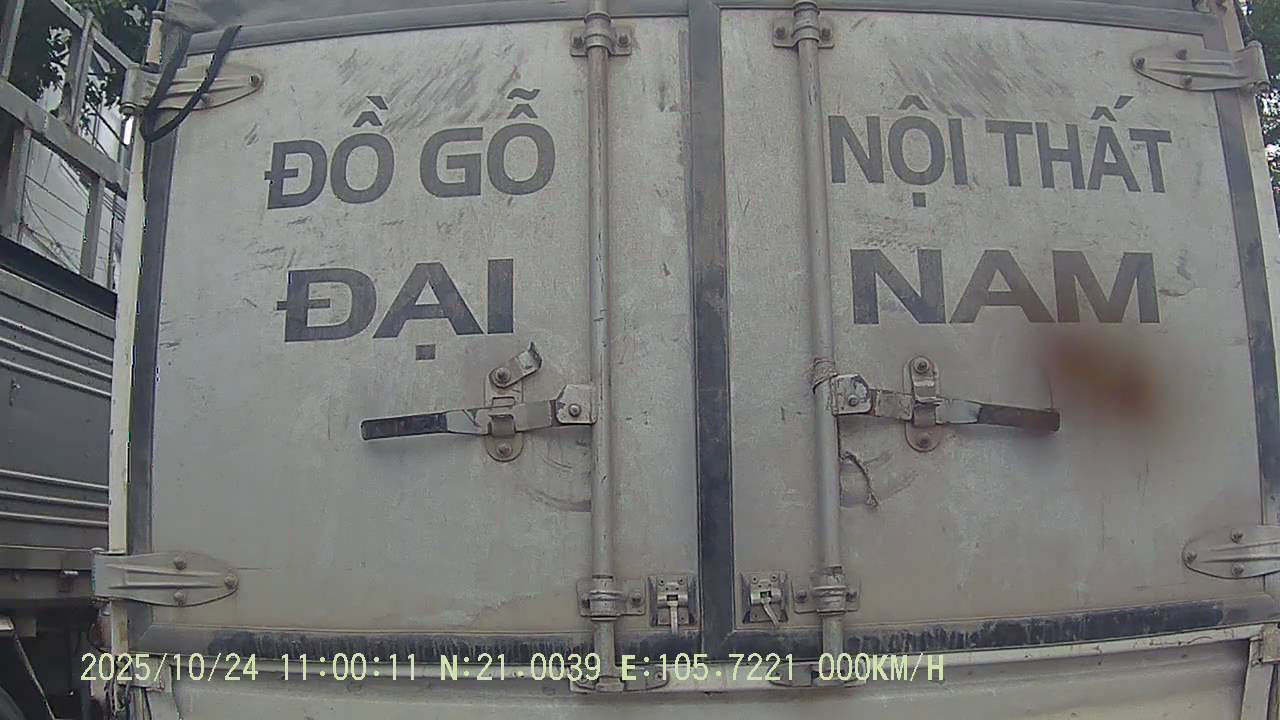 ĐỒ GỖ NỘI THẤT
ĐẠI NAM
2025/10/24 11:00:11 N:21.0039 E:105.7221 000KM/H